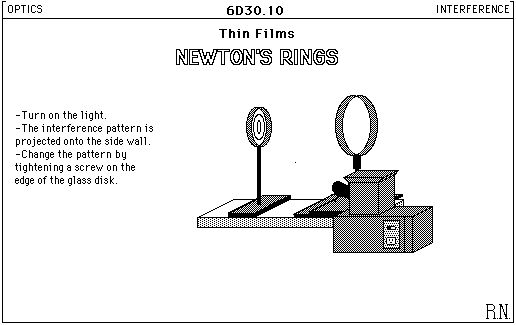 OPTICS 6D30.10 INTERFERENCE
Thin Films
NEWTON'S RINGS
-Turn on the light.
-The interference pattern is
projected onto the side wall.
-Change the pattern by
tightening a screw on the
edge of the glass disk.
R.N.